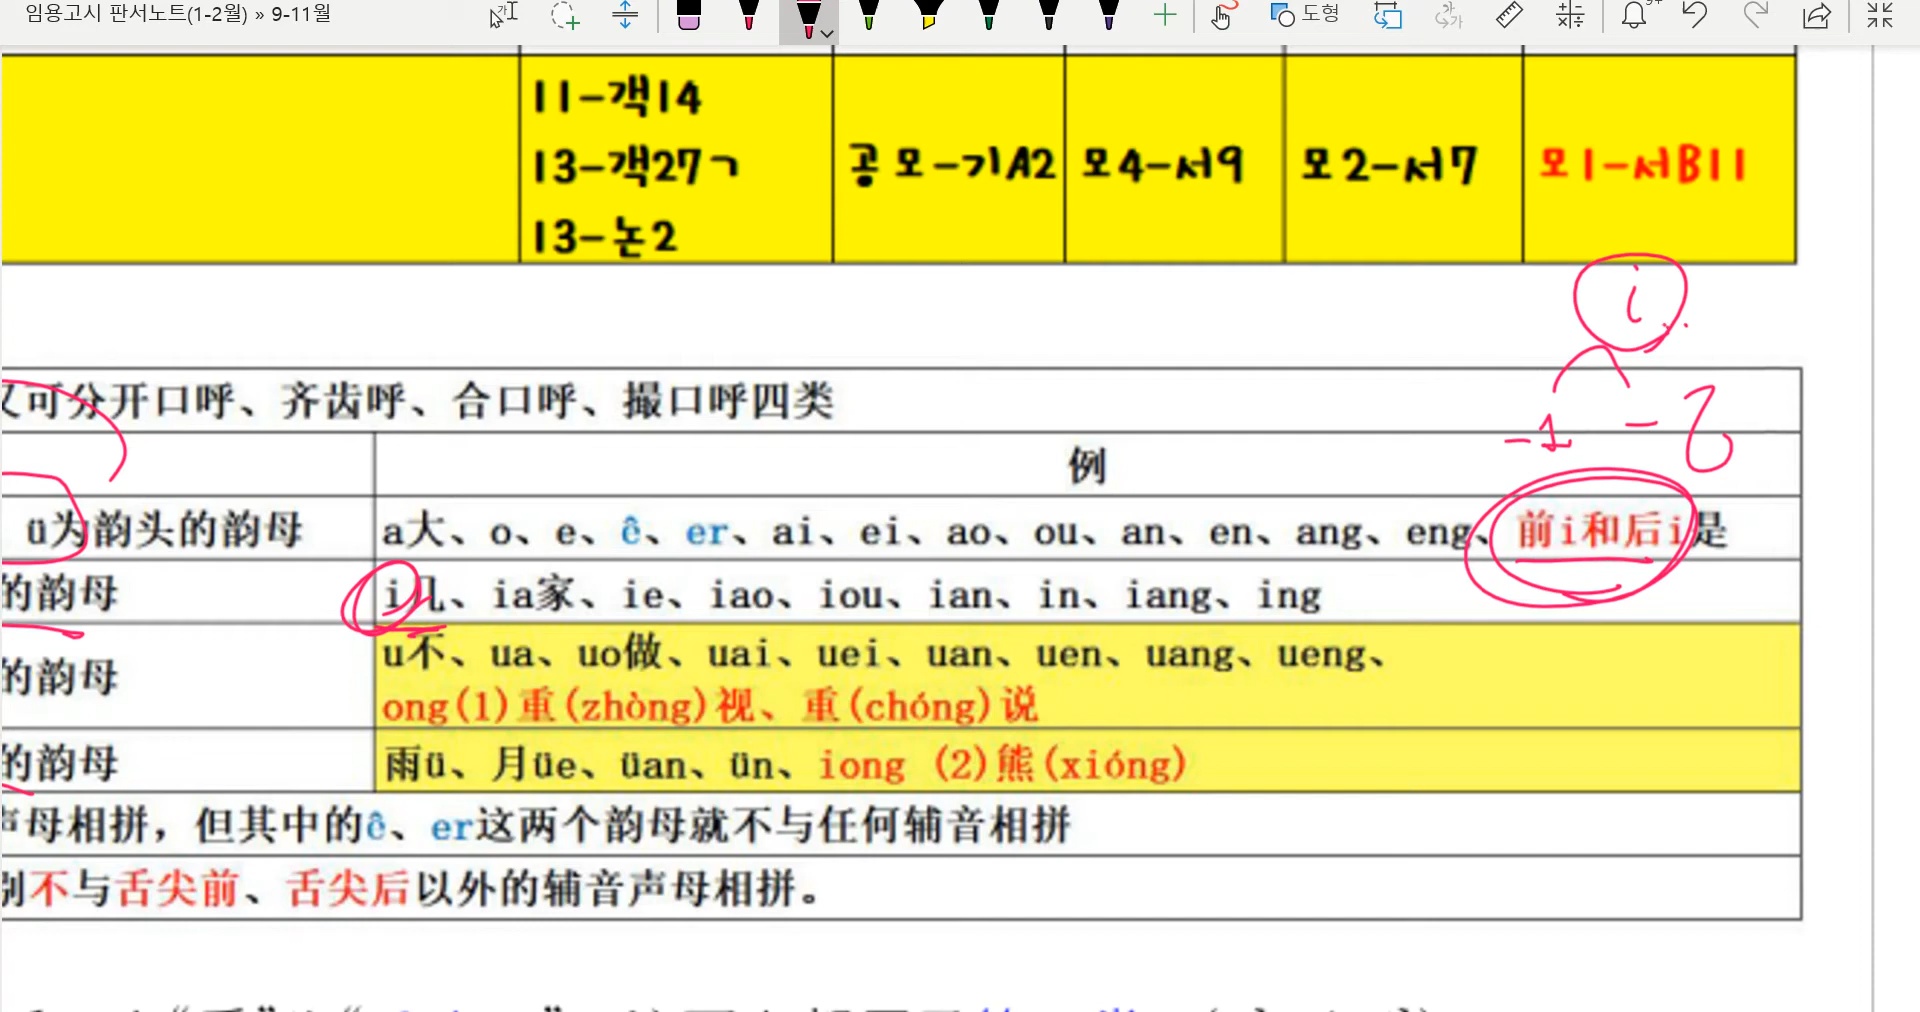 임용고시 판서노트(1-2월) » 9-11월
도형
11-객14
13-객27ㄱ
13-논2
공모-기A2
모4-서9
모2-서7
모1-서B11
i
-1 -ʅ
又可分开口呼、齐齿呼、合口呼、撮口呼四类
例
ü为韵头的韵母
a大、o、e、ê、er、ai、ei、ao、ou、an、en、ang、eng、前i和后i是
的韵母
i几、ia家、ie、iao、iou、ian、in、iang、ing
的韵母
u不、ua、uo做、uai、uei、uan、uen、uang、ueng、
ong(1)重(zhòng)视、重(chóng)说
的韵母
雨ü、月üe、üan、ün、iong (2)熊(xióng)
声母相拼，但其中的ê、er这两个韵母就不与任何辅音相拼
别不与舌尖前、舌尖后以外的辅音声母相拼。